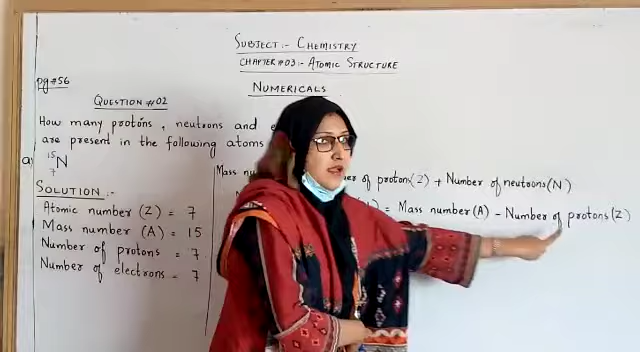 SUBJECT:- CHEMISTRY
CHAPTER #03:- ATOMIC STRUCTURE
NUMERICALS
pg #56
QUESTION #02
How many protons, neutrons and
are present in the following atoms
a) ¹⁵₇N
SOLUTION:-
Atomic number (Z) = 7
Mass number (A) = 15
Number of protons = 7
Number of electrons = 7
Mass of protons(Z) + Number of neutrons(N)
= Mass number(A) - Number of protons(Z)